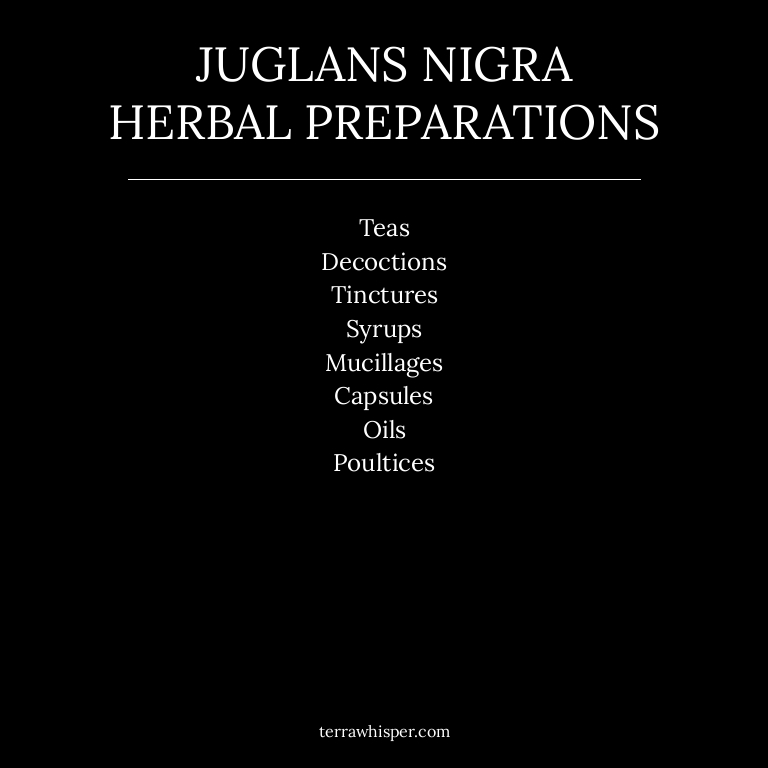 JUGLANS NIGRA
HERBAL PREPARATIONS
Teas
Decoctions
Tinctures
Syrups
Mucillages
Capsules
Oils
Poultices
terrawhisper.com